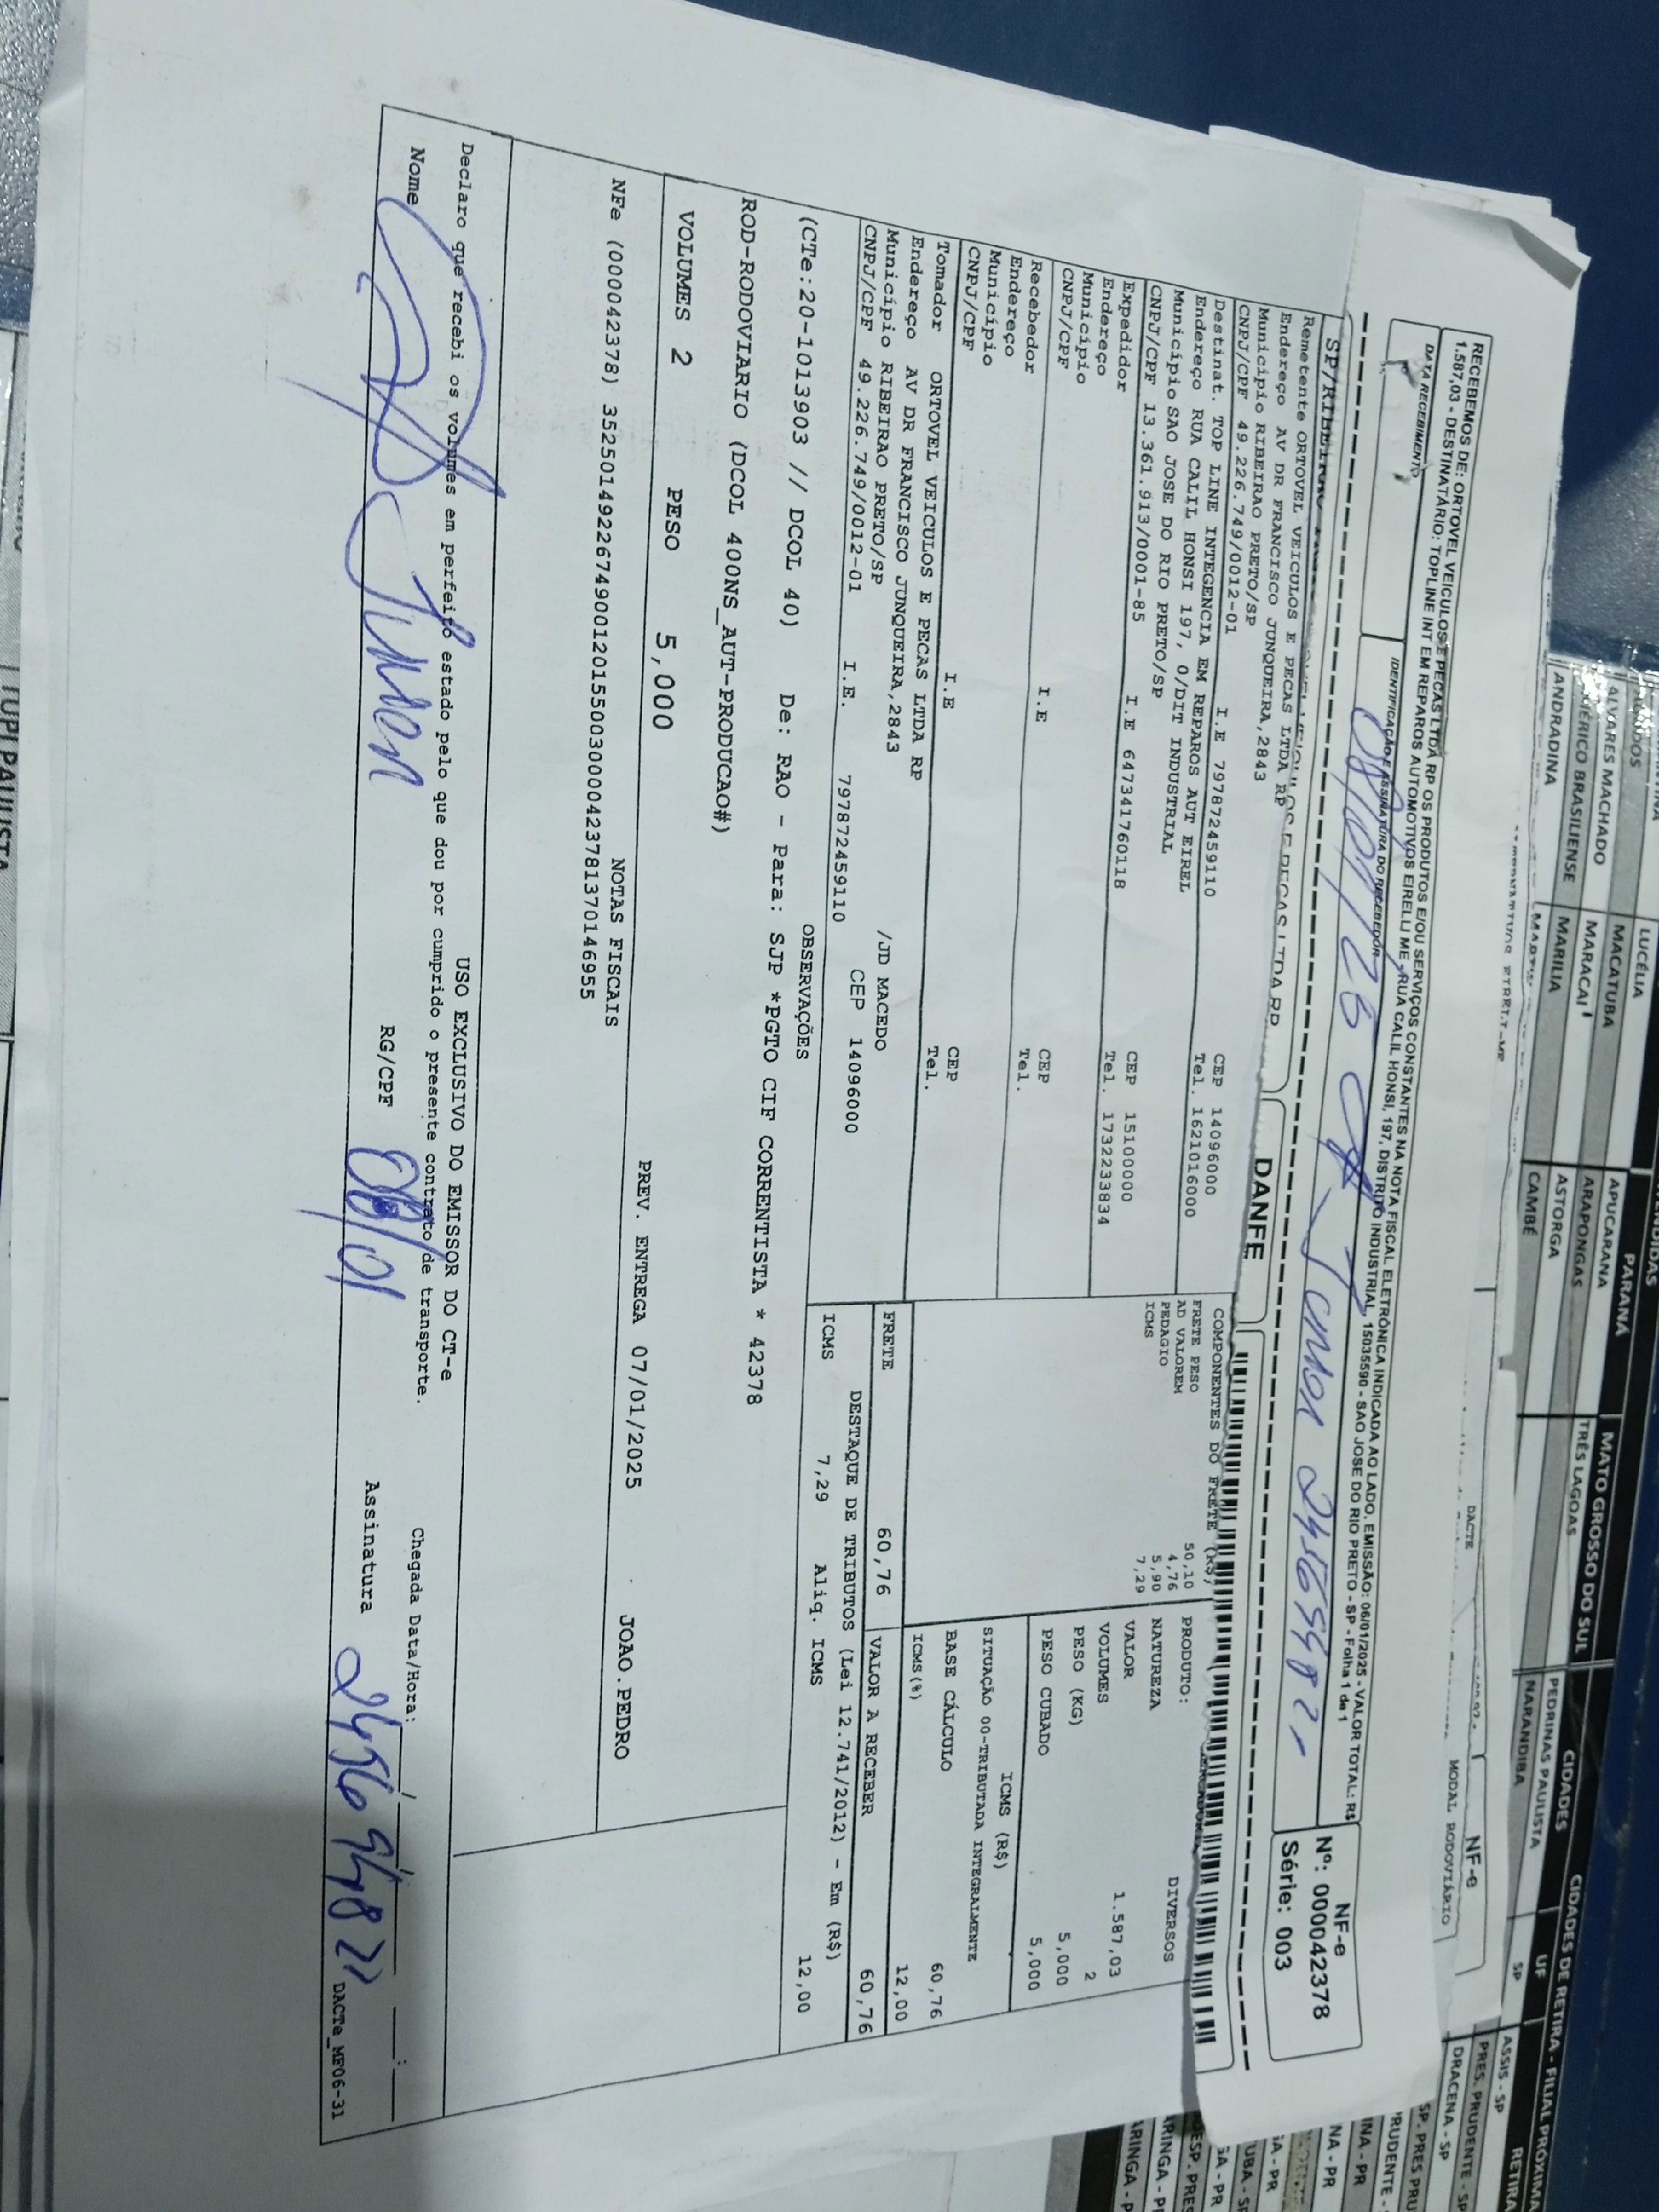 RECEBEMOS DE: ORTOVEL VEICULOS E PECAS LTDA RP OS PRODUTOS E/OU SERVIÇOS CONSTANTES NA NOTA FISCAL ELETRÔNICA INDICADA AO LADO. EMISSÃO: 06/01/2025 - VALOR TOTAL: R$
1.587,03 - DESTINATÁRIO: TOPLINE INT EM REPAROS AUTOMOTIVOS EIRELLI ME - RUA CALIL HONSI, 197, DISTRITO INDUSTRIAL, 15035590 - SAO JOSE DO RIO PRETO - SP - Folha 1 de 1
DATA RECEBIMENTO
IDENTIFICAÇÃO E ASSINATURA DO RECEBEDOR
NF-e
Nº: 000042378
Série: 003
DANFE
Remetente ORTOVEL VEICULOS E PECAS LTDA RP
Endereço AV DR FRANCISCO JUNQUEIRA, 2843
Município RIBEIRAO PRETO/SP CEP 14096000
CNPJ/CPF 49.226.749/0012-01 I.E 797872459110 Tel. 1621016000
Destinat. TOP LINE INTEGENCIA EM REPAROS AUT EIREL
Endereço RUA CALIL HONSI 197, 0/DIT INDUSTRIAL
Município SAO JOSE DO RIO PRETO/SP CEP 15100000
CNPJ/CPF 13.361.913/0001-85 I.E 647341760118 Tel. 1732233834
Expedidor
Endereço
Município CEP
CNPJ/CPF I.E Tel.
Recebedor
Endereço
Município CEP
CNPJ/CPF I.E Tel.
Tomador ORTOVEL VEICULOS E PECAS LTDA RP
Endereço AV DR FRANCISCO JUNQUEIRA, 2843 /JD MACEDO
Município RIBEIRAO PRETO/SP CEP 14096000
CNPJ/CPF 49.226.749/0012-01 I.E. 797872459110
COMPONENTES DO FRETE (R$)
FRETE PESO 50,10
AD VALOREM 4,76
PEDAGIO 5,90
ICMS 7,29
PRODUTO:
NATUREZA DIVERSOS
VALOR 1.587,03
VOLUMES 2
PESO (KG) 5,000
PESO CUBADO 5,000
ICMS (R$)
SITUAÇÃO 00-TRIBUTADA INTEGRALMENTE
BASE CÁLCULO 60,76
ICMS(%) 12,00
FRETE 60,76 VALOR A RECEBER 60,76
DESTAQUE DE TRIBUTOS (Lei 12.741/2012) - Em (R$)
ICMS 7,29 Aliq. ICMS 12,00
OBSERVAÇÕES
(CTe:20-1013903 // DCOL 40) De: RAO - Para: SJP *PGTO CIF CORRENTISTA * 42378
ROD-RODOVIARIO (DCOL 400NS_AUT-PRODUCAO#)
VOLUMES 2 PESO 5,000 PREV. ENTREGA 07/01/2025 JOAO.PEDRO
NOTAS FISCAIS
NFe (000042378) 35250149226749001201550030000423781370146955
USO EXCLUSIVO DO EMISSOR DO CT-e
Declaro que recebi os volumes em perfeito estado pelo que dou por cumprido o presente contrato de transporte.
Chegada Data/Hora: __/__/__ __:__
Nome RG/CPF 08/01 Assinatura
DACTe_MF06-31
DACTE
NF-e
MODAL RODOVIÁRIO
CIDADES DE RETIRA - FILIAL PRÓXIMA
CIDADES UF RETIRA
PARANÁ
MATO GROSSO DO SUL
LUCÉLIA
MACATUBA
MARACAÍ
MARILIA
ALVARES MACHADO
AMÉRICO BRASILIENSE
ANDRADINA
APUCARANA
ARAPONGAS
ASTORGA
CAMBÉ
TRÊS LAGOAS
PEDRINAS PAULISTA
NARANDIBA
SP
ASSIS - SP
PRES. PRUDENTE - SP
DRACENA - SP